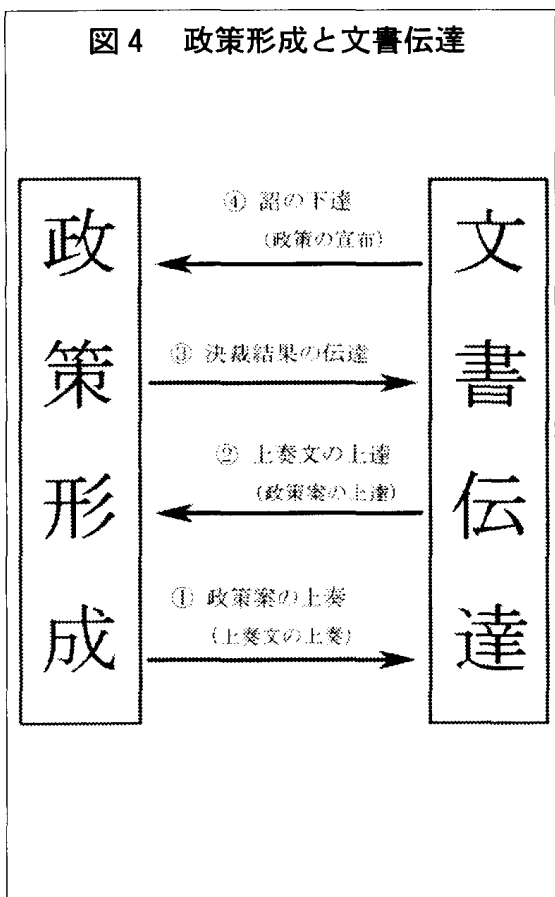 図4 政策形成と文書伝達
政策形成
文書伝達
④ 詔の下達
(政策の宣布)
③ 決裁結果の伝達
② 上奏文の上達
(政策案の上達)
① 政策案の上奏
(上奏文の上奏)